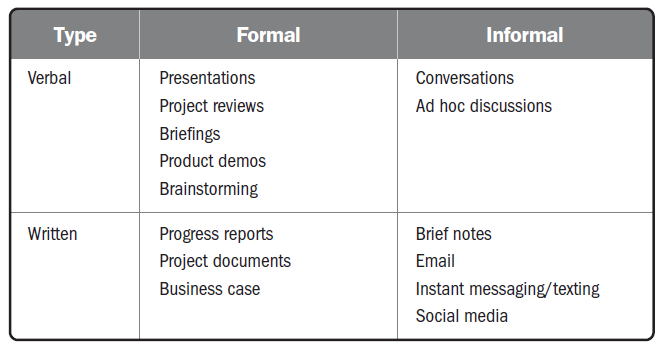 Type Formal Informal
Verbal Presentations Conversations
Project reviews Ad hoc discussions
Briefings
Product demos
Brainstorming
Written Progress reports Brief notes
Project documents Email
Business case Instant messaging/texting
Social media